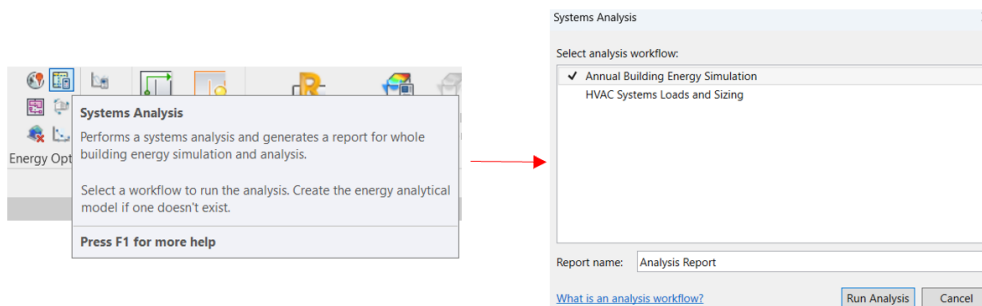 Energy Opt
Systems Analysis
Performs a systems analysis and generates a report for whole
building energy simulation and analysis.
Select a workflow to run the analysis. Create the energy analytical
model if one doesn't exist.
Press F1 for more help
Systems Analysis
Select analysis workflow:
✓ Annual Building Energy Simulation
HVAC Systems Loads and Sizing
Report name: Analysis Report
What is an analysis workflow? Run Analysis Cancel